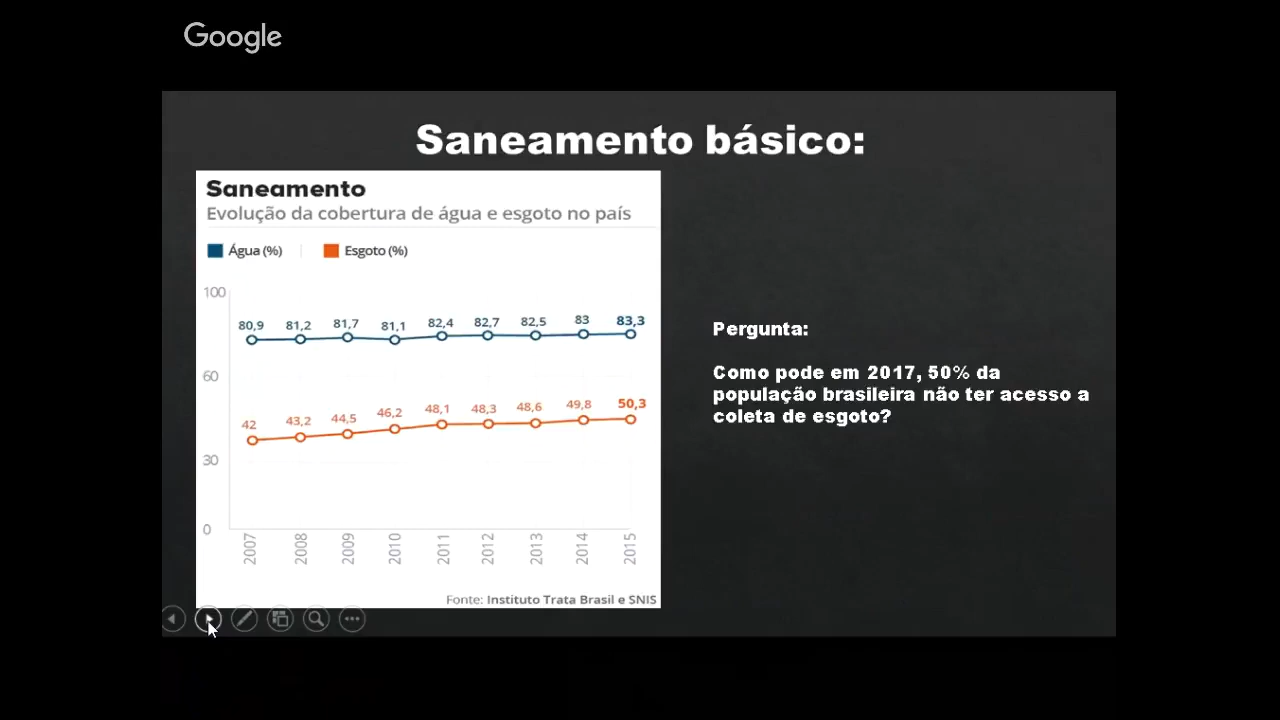 Google
Saneamento básico:
Saneamento
Evolução da cobertura de água e esgoto no país
Água (%)
Esgoto (%)
100
80,9 81,2 81,7 81,1 82,4 82,7 82,5 83 83,3
60
42 43,2 44,5 46,2 48,1 48,3 48,6 49,8 50,3
30
0
2007 2008 2009 2010 2011 2012 2013 2014 2015
Fonte: Instituto Trata Brasil e SNIS
Pergunta:
Como pode em 2017, 50% da
população brasileira não ter acesso a
coleta de esgoto?